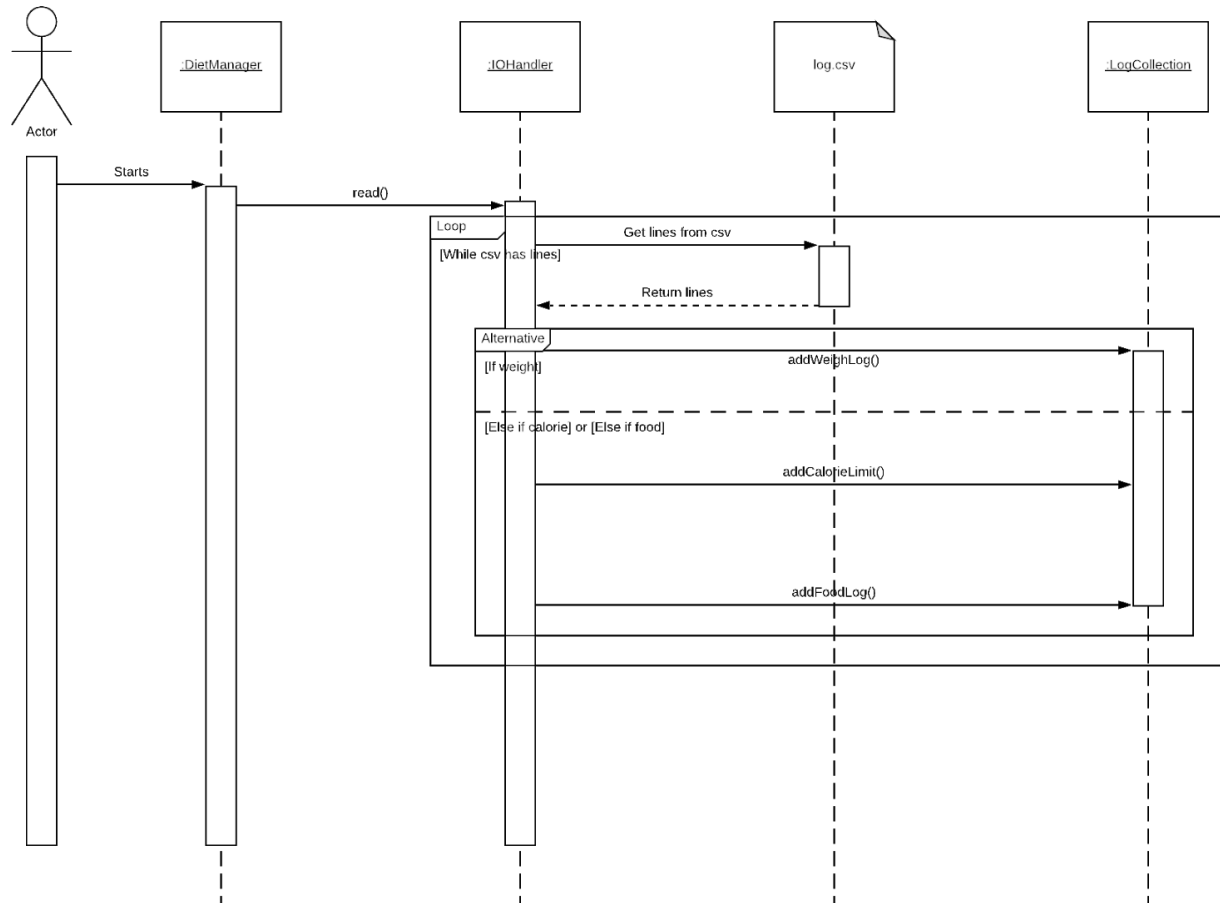 :DietManager
:IOHandler
log.csv
:LogCollection
Actor
Starts
read()
Loop
Get lines from csv
[While csv has lines]
Return lines
Alternative
addWeighLog()
[If weight]
[Else if calorie] or [Else if food]
addCalorieLimit()
addFoodLog()